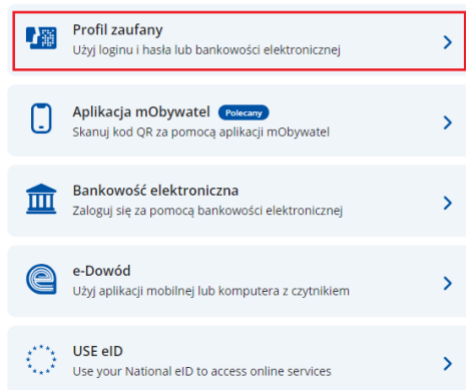 Profil zaufany
Użyj loginu i hasła lub bankowości elektronicznej
Aplikacja mObywatel Polecany
Skanuj kod QR za pomocą aplikacji mObywatel
Bankowość elektroniczna
Zaloguj się za pomocą bankowości elektronicznej
e-Dowód
Użyj aplikacji mobilnej lub komputera z czytnikiem
USE eID
Use your National eID to access online services